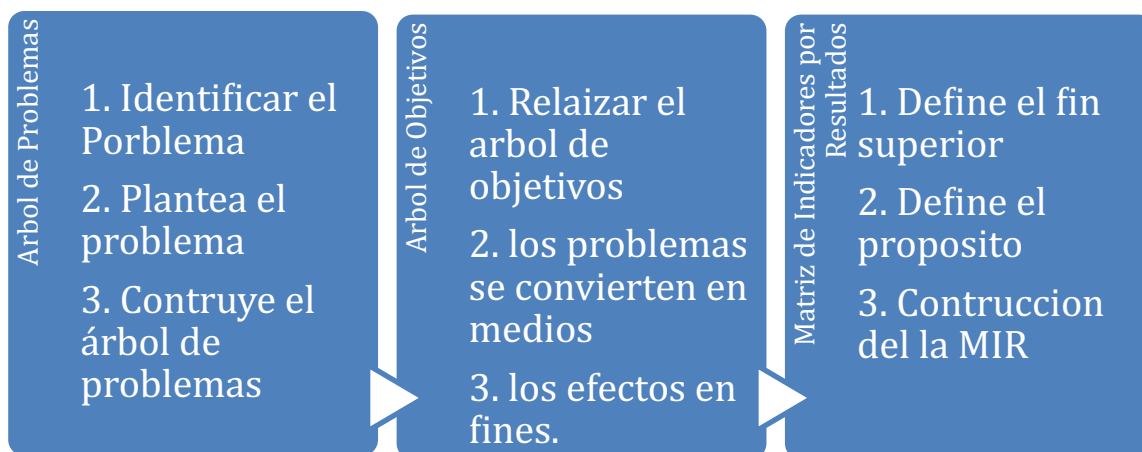 Arbol de Problemas
1. Identificar el
Porblema
2. Plantea el
problema
3. Contruye el
árbol de
problemas
Arbol de Objetivos
1. Relaizar el
arbol de
objetivos
2. los problemas
se convierten en
medios
3. los efectos en
fines.
Matriz de Indicadores por
Resultados
1. Define el fin
superior
2. Define el
proposito
3. Contruccion
del la MIR